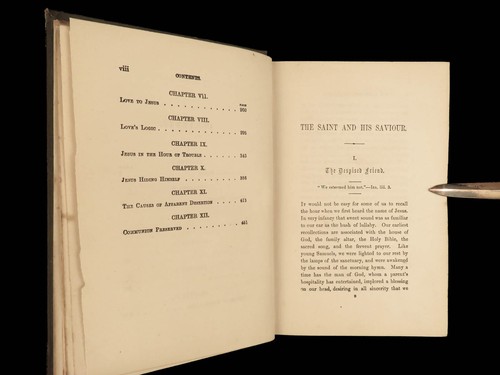 viii
CONTENTS.
CHAPTER VII.
PAGE
LOVE TO JESUS
CHAPTER VIII.
LOVE'S LOGIC
CHAPTER IX.
JESUS IN THE HOUR OF TROUBLE
CHAPTER X.
JESUS HIDING HIMSELF
CHAPTER XI.
THE CAUSES OF APPARENT DESERTION 411
CHAPTER XII.
COMMUNION PRESERVED
THE SAINT AND HIS SAVIOUR.
I.
The Despised Friend.
"We esteemed him not."—Isa. liii. 3.
It would not be easy for some of us to recall
the hour when we first heard the name of Jesus.
In very infancy that sweet sound was as familiar
to our ear as the hush of lullaby. Our earliest
recollections are associated with the house of
God, the family altar, the Holy Bible, the
sacred song, and the fervent prayer. Like
young Samuels, we were lighted to our rest by
the lamps of the sanctuary, and were awakened
by the sound of the morning hymn. Many a
time has the man of God, whom a parent's
hospitality has entertained, implored a blessing
on our head, desiring in all sincerity that we